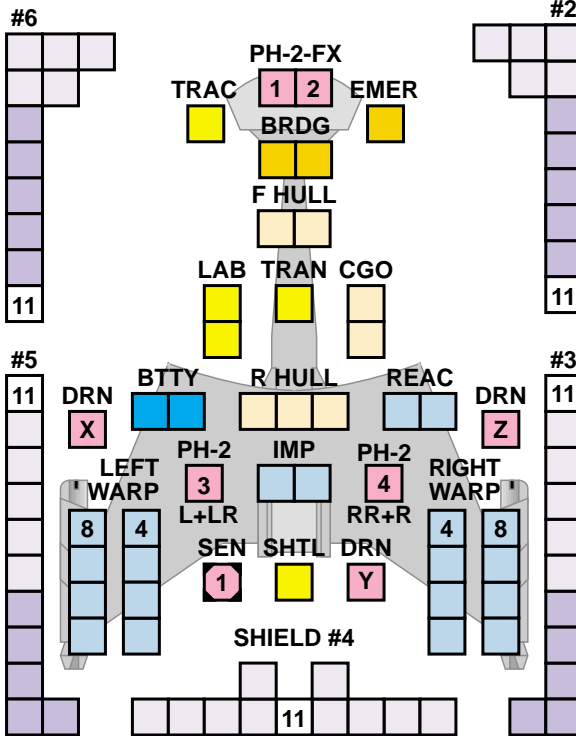 #6
#2
PH-2-FX
TRAC
1 2
EMER
BRDG
F HULL
LAB TRAN CGO
11
11
#5
#3
BTTY R HULL REAC
11
11
DRN
DRN
X
Z
LEFT WARP
PH-2
IMP
PH-2
RIGHT WARP
3
4
L+LR
RR+R
8 4
4 8
SEN SHTL DRN
1
Y
SHIELD #4
11